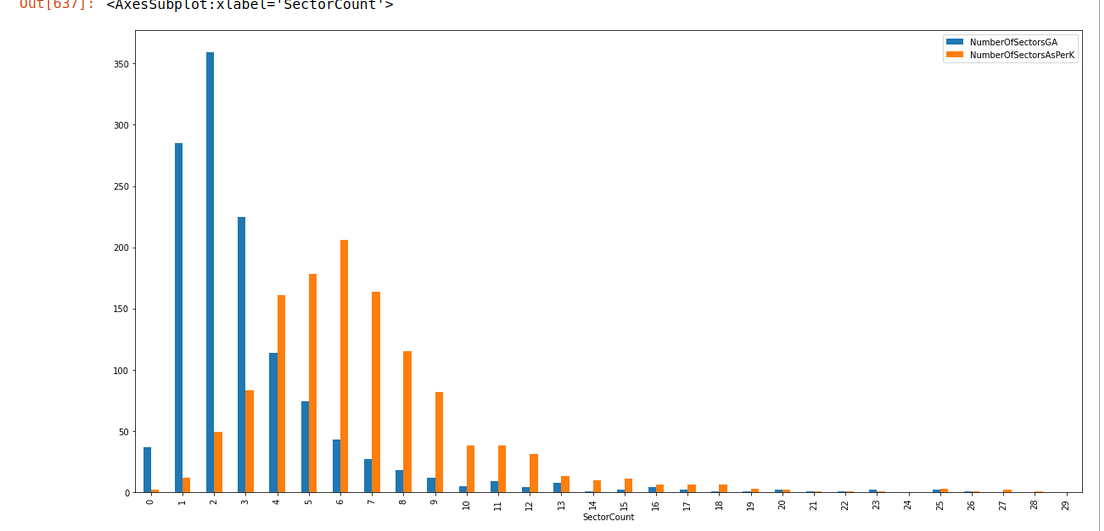 Out[637]: <AxesSubplot:xlabel='SectorCount'>
NumberOfSectorsGA
NumberOfSectorsAsPerK
350
300
250
200
150
100
50
0
0 1 2 3 4 5 6 7 8 9 10 11 12 13 14 15 16 17 18 19 20 21 22 23 24 25 26 27 28 29
SectorCount